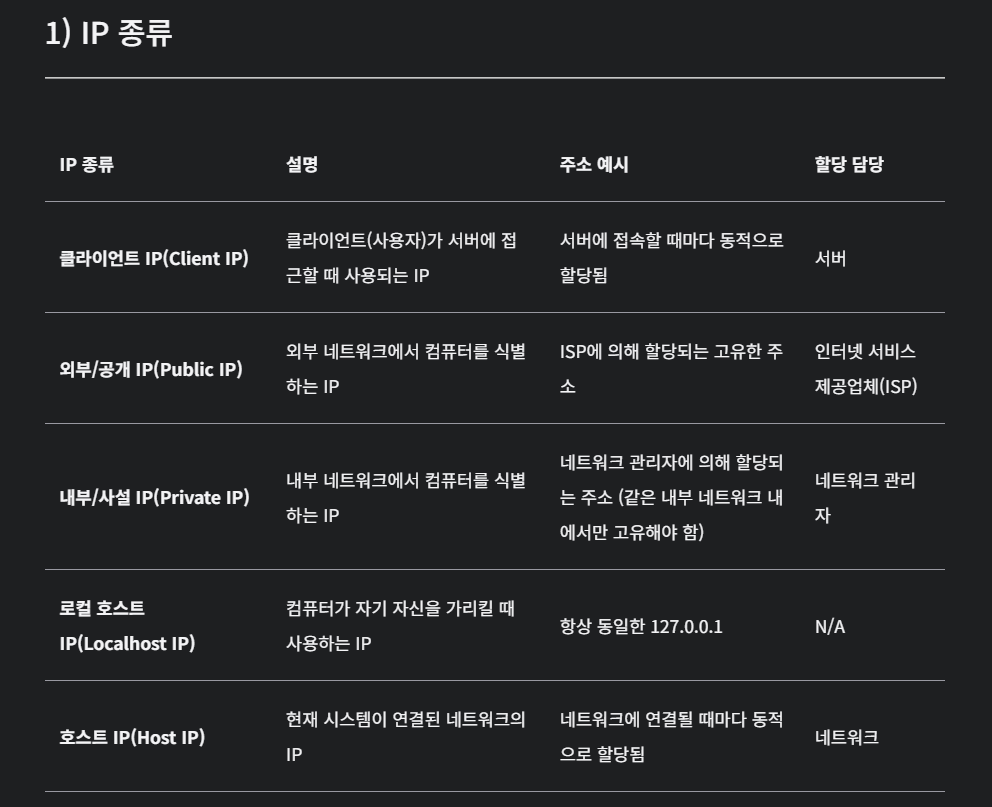 1) IP 종류
IP 종류
설명
주소 예시
할당 담당
클라이언트 IP(Client IP)
클라이언트(사용자)가 서버에 접
근할 때 사용되는 IP
서버에 접속할 때마다 동적으로
할당됨
서버
외부/공개 IP(Public IP)
외부 네트워크에서 컴퓨터를 식별
하는 IP
ISP에 의해 할당되는 고유한 주
소
인터넷 서비스
제공업체(ISP)
내부/사설 IP(Private IP)
내부 네트워크에서 컴퓨터를 식별
하는 IP
네트워크 관리자에 의해 할당되
는 주소 (같은 내부 네트워크 내
에서만 고유해야 함)
네트워크 관리
자
로컬 호스트
IP(Localhost IP)
컴퓨터가 자기 자신을 가리킬 때
사용하는 IP
항상 동일한 127.0.0.1
N/A
호스트 IP(Host IP)
현재 시스템이 연결된 네트워크의
IP
네트워크에 연결될 때마다 동적
으로 할당됨
네트워크